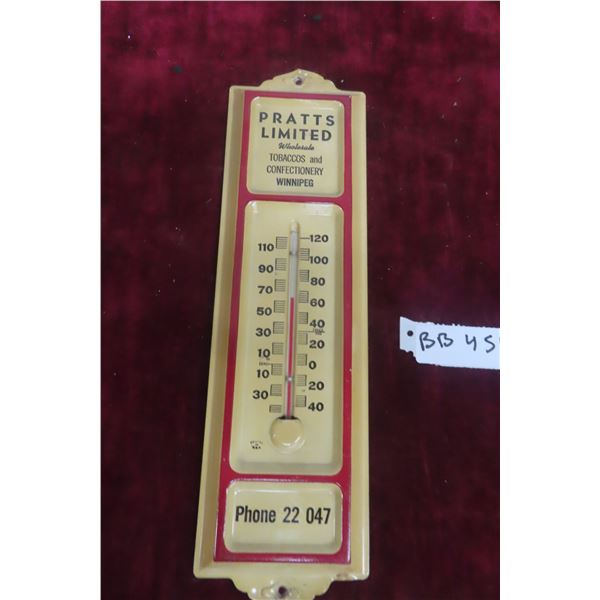 PRATTS
LIMITED
Wholesale
TOBACCOS and
CONFECTIONERY
WINNIPEG
120
110
100
90
80
70
60
50
40
30
20
10
0
10
20
30
40
Phone 22 047
BB 45